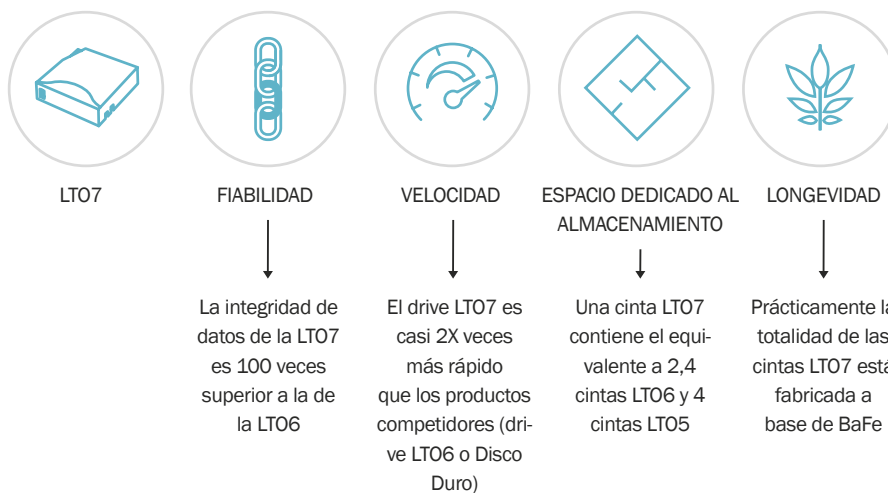 LTO7
FIABILIDAD
La integridad de
datos de la LTO7
es 100 veces
superior a la de
la LTO6
VELOCIDAD
El drive LTO7 es
casi 2X veces
más rápido
que los productos
competidores (dri-
ve LTO6 o Disco
Duro)
ESPACIO DEDICADO AL
ALMACENAMIENTO
Una cinta LTO7
contiene el equi-
valente a 2,4
cintas LTO6 y 4
cintas LTO5
LONGEVIDAD
Prácticamente la
totalidad de las
cintas LTO7 está
fabricada a
base de BaFe